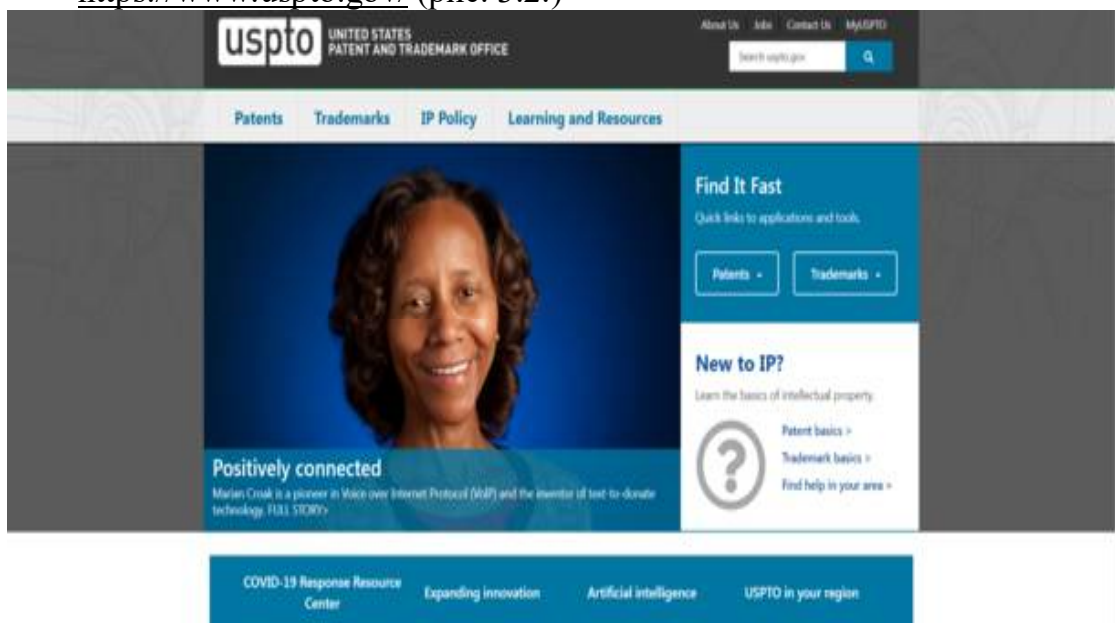 https://www.uspto.gov/ (рис. 3.2.)
uspto UNITED STATES
PATENT AND TRADEMARK OFFICE
About Us Jobs Contact Us MyUSPTO
Search uspto.gov
Patents Trademarks IP Policy Learning and Resources
Find It Fast
Quick links to applications and tools.
Patents Trademarks
New to IP?
Learn the basics of intellectual property.
?
Patent basics >
Trademark basics >
Find help in your area >
Positively connected
Marian Croak is a pioneer in Voice over Internet Protocol (VoIP) and the inventor of text-to-donate
technology. FULL STORY>
COVID-19 Response Resource
Center
Expanding innovation
Artificial intelligence
USPTO in your region